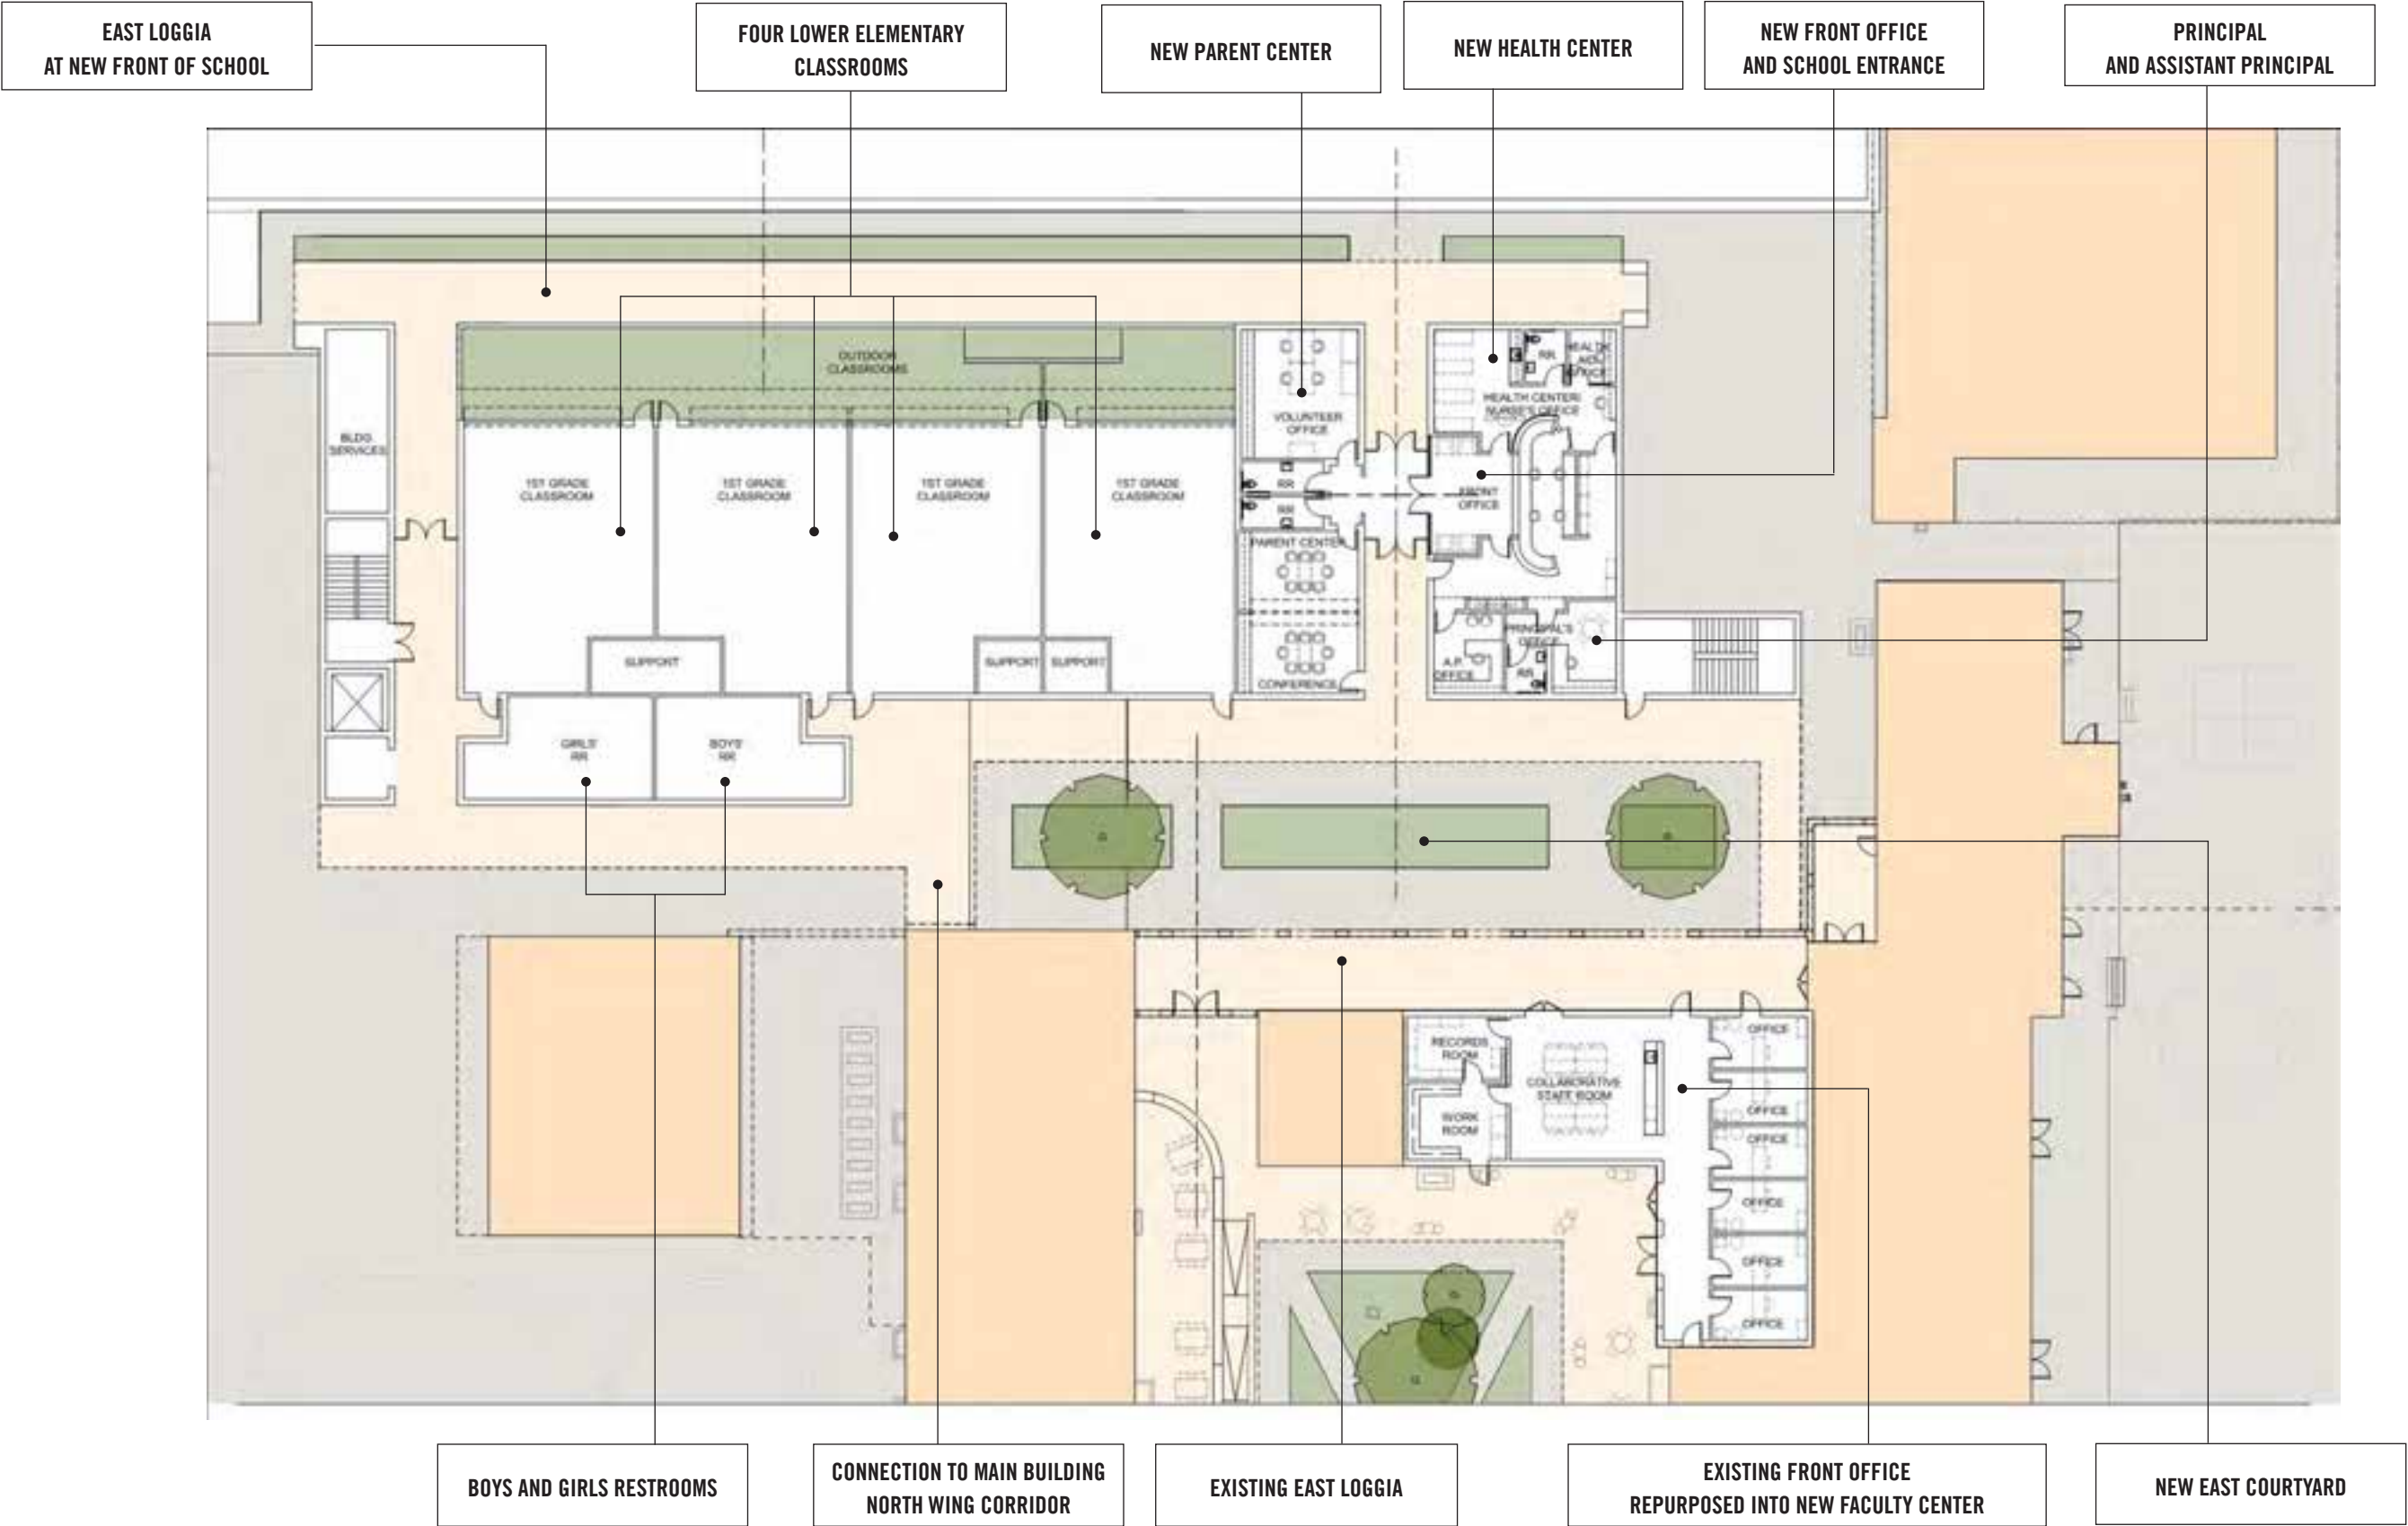 EAST LOGGIA
AT NEW FRONT OF SCHOOL
FOUR LOWER ELEMENTARY
CLASSROOMS
NEW PARENT CENTER
NEW HEALTH CENTER
NEW FRONT OFFICE
AND SCHOOL ENTRANCE
PRINCIPAL
AND ASSISTANT PRINCIPAL
OUTDOOR
CLASSROOMS
BLDG.
SERVICES
1ST GRADE
CLASSROOM
1ST GRADE
CLASSROOM
1ST GRADE
CLASSROOM
1ST GRADE
CLASSROOM
SUPPORT
SUPPORT
SUPPORT
GIRLS'
RR
BOYS'
RR
VOLUNTEER
OFFICE
RR
RR
PARENT CENTER
CONFERENCE
RR
HEALTH
AID
OFFICE
HEALTH CENTER/
NURSE'S OFFICE
FRONT
OFFICE
PRINCIPAL'S
OFFICE
A.P.
OFFICE
RR
RECORDS
ROOM
WORK
ROOM
COLLABORATIVE
STAFF ROOM
OFFICE
OFFICE
OFFICE
OFFICE
OFFICE
OFFICE
BOYS AND GIRLS RESTROOMS
CONNECTION TO MAIN BUILDING
NORTH WING CORRIDOR
EXISTING EAST LOGGIA
EXISTING FRONT OFFICE
REPURPOSED INTO NEW FACULTY CENTER
NEW EAST COURTYARD